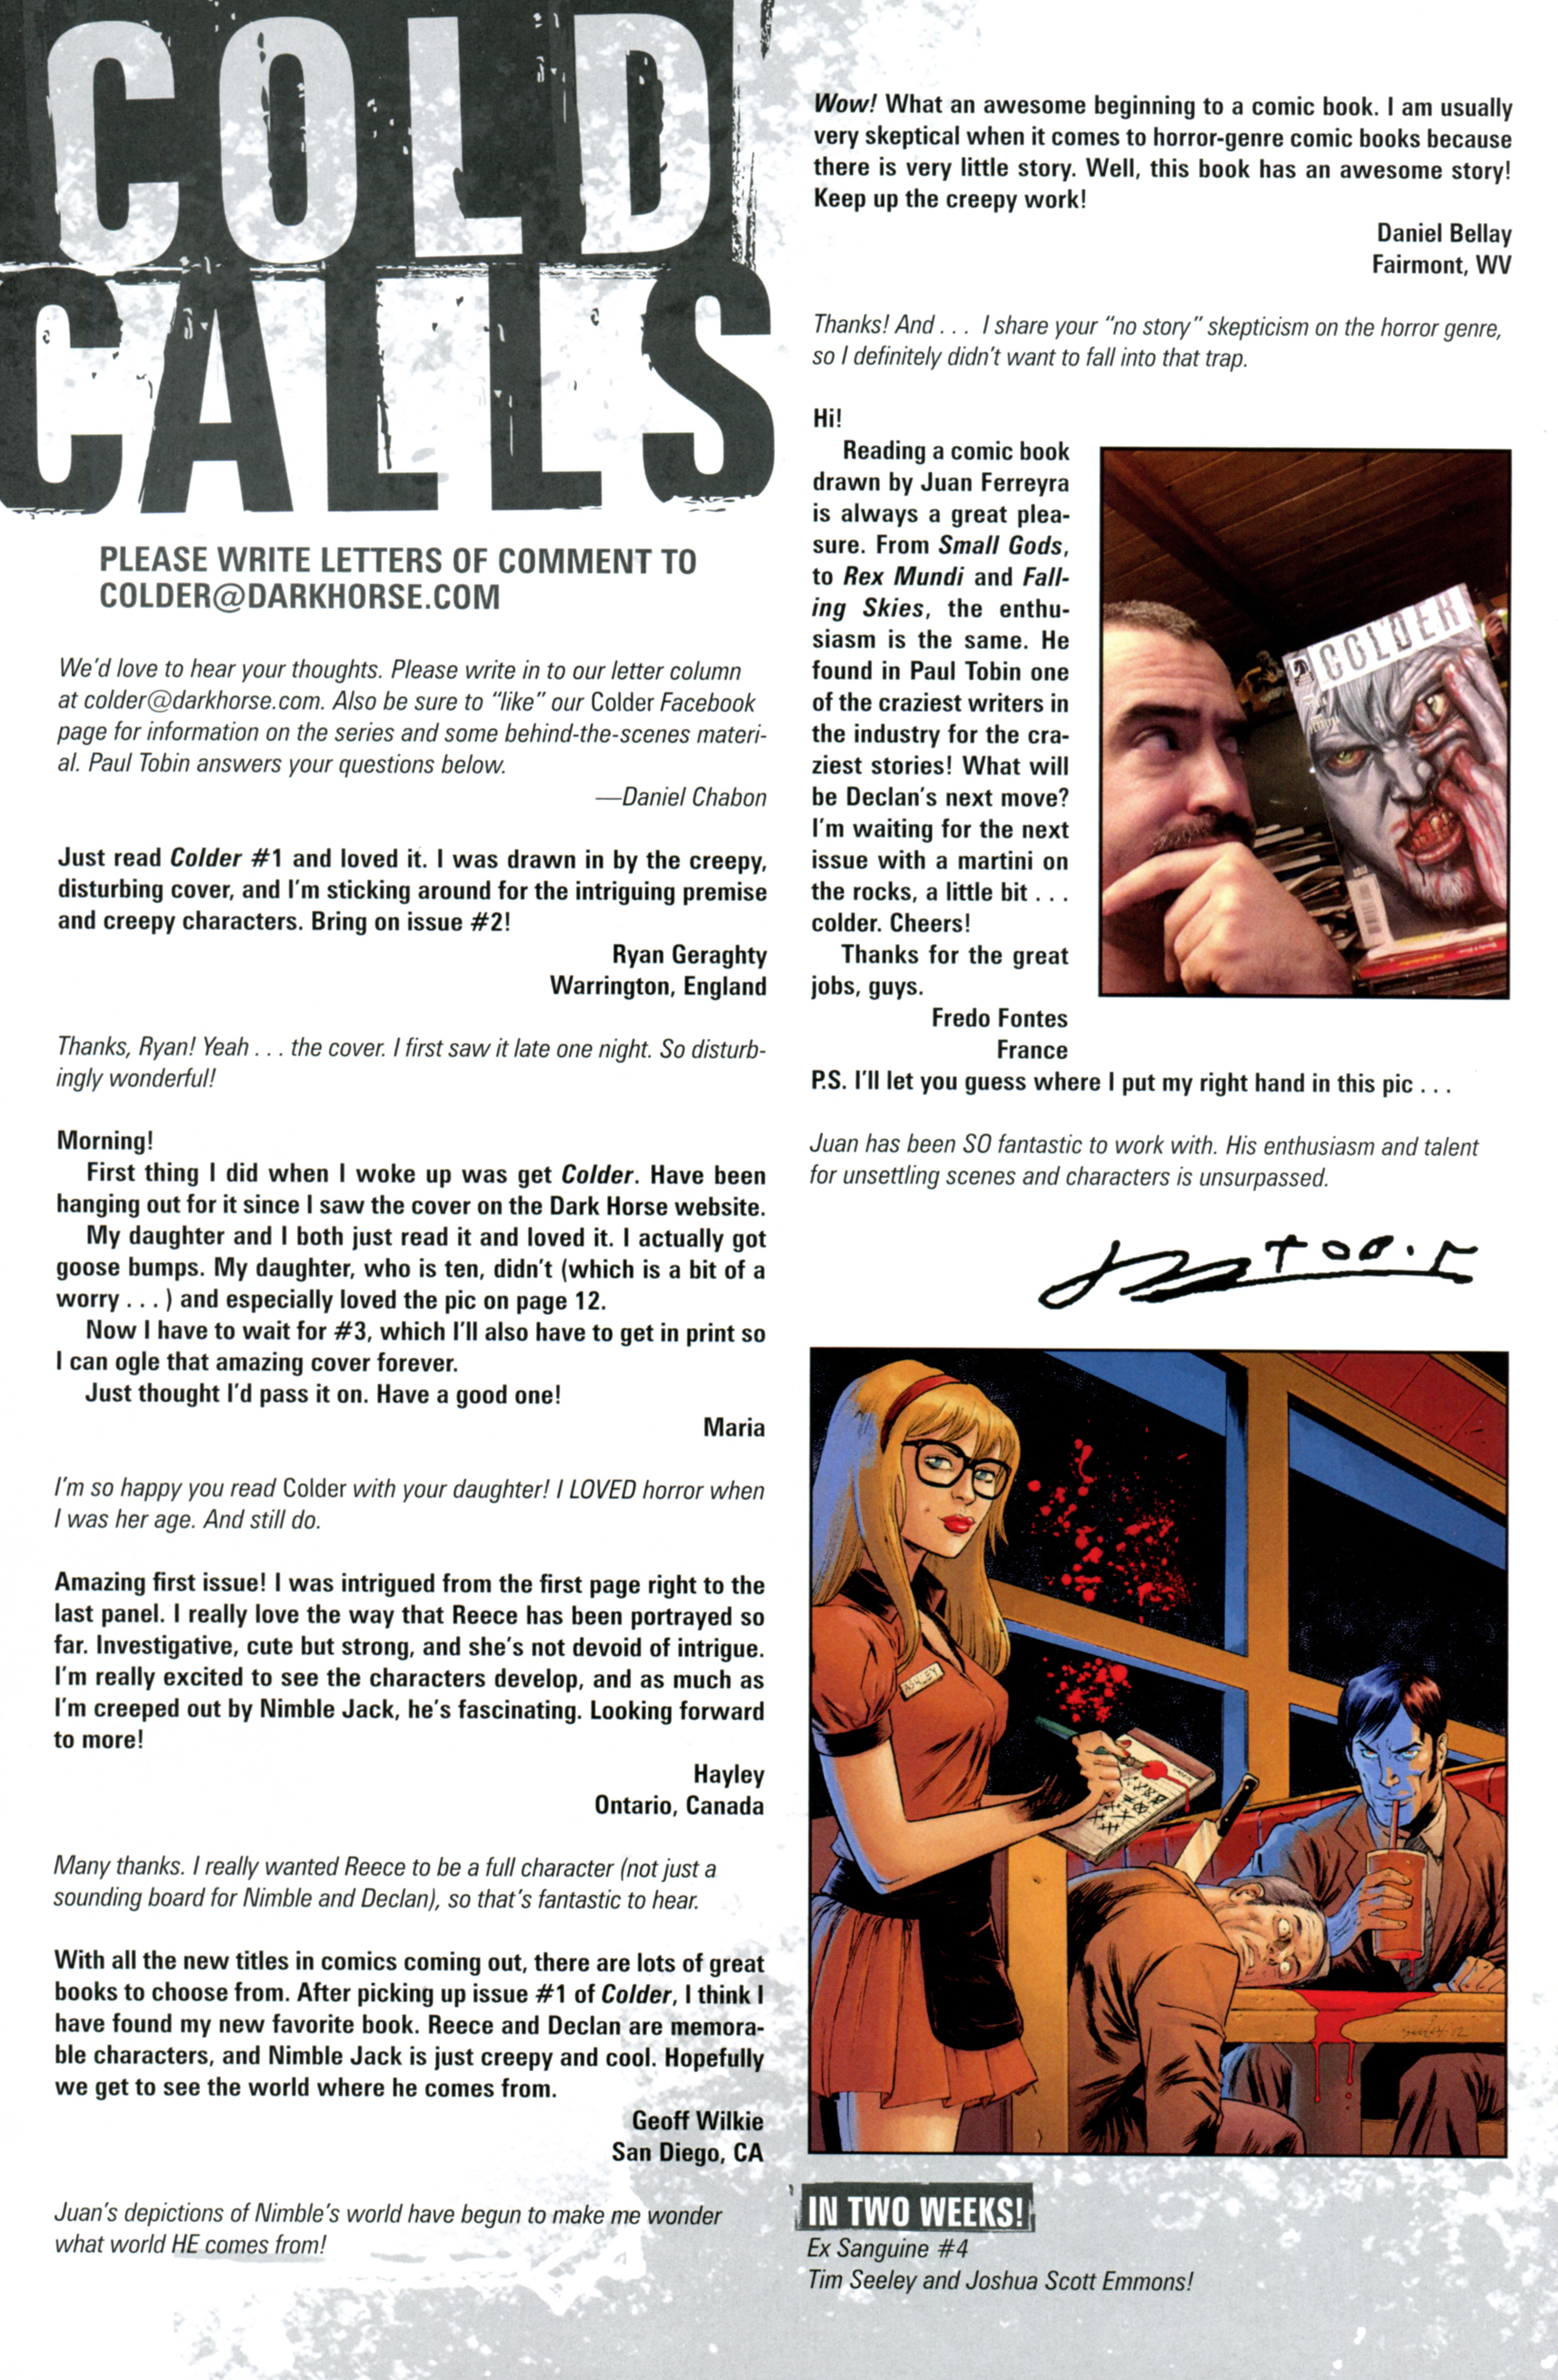 COLD
CALLS
PLEASE WRITE LETTERS OF COMMENT TO
COLDER@DARKHORSE.COM
We'd love to hear your thoughts. Please write in to our letter column
at colder@darkhorse.com. Also be sure to "like" our Colder Facebook
page for information on the series and some behind-the-scenes materi-
al. Paul Tobin answers your questions below.
—Daniel Chabon
Just read Colder #1 and loved it. I was drawn in by the creepy,
disturbing cover, and I'm sticking around for the intriguing premise
and creepy characters. Bring on issue #2!
Ryan Geraghty
Warrington, England
Thanks, Ryan! Yeah . . . the cover. I first saw it late one night. So disturb-
ingly wonderful!
Morning!
First thing I did when I woke up was get Colder. Have been
hanging out for it since I saw the cover on the Dark Horse website.
My daughter and I both just read it and loved it. I actually got
goose bumps. My daughter, who is ten, didn't (which is a bit of a
worry . . . ) and especially loved the pic on page 12.
Now I have to wait for #3, which I'll also have to get in print so
I can ogle that amazing cover forever.
Just thought I'd pass it on. Have a good one!
Maria
I'm so happy you read Colder with your daughter! I LOVED horror when
I was her age. And still do.
Amazing first issue! I was intrigued from the first page right to the
last panel. I really love the way that Reece has been portrayed so
far. Investigative, cute but strong, and she's not devoid of intrigue.
I'm really excited to see the characters develop, and as much as
I'm creeped out by Nimble Jack, he's fascinating. Looking forward
to more!
Hayley
Ontario, Canada
Many thanks. I really wanted Reece to be a full character (not just a
sounding board for Nimble and Declan), so that's fantastic to hear.
With all the new titles in comics coming out, there are lots of great
books to choose from. After picking up issue #1 of Colder, I think I
have found my new favorite book. Reece and Declan are memora-
ble characters, and Nimble Jack is just creepy and cool. Hopefully
we get to see the world where he comes from.
Geoff Wilkie
San Diego, CA
Juan's depictions of Nimble's world have begun to make me wonder
what world HE comes from!
Wow! What an awesome beginning to a comic book. I am usually
very skeptical when it comes to horror-genre comic books because
there is very little story. Well, this book has an awesome story!
Keep up the creepy work!
Daniel Bellay
Fairmont, WV
Thanks! And . . . I share your "no story" skepticism on the horror genre,
so I definitely didn't want to fall into that trap.
Hi!
Reading a comic book
drawn by Juan Ferreyra
is always a great plea-
sure. From Small Gods,
to Rex Mundi and Fall-
ing Skies, the enthu-
siasm is the same. He
found in Paul Tobin one
of the craziest writers in
the industry for the cra-
ziest stories! What will
be Declan's next move?
I'm waiting for the next
issue with a martini on
the rocks, a little bit . . .
colder. Cheers!
Thanks for the great
jobs, guys.
Fredo Fontes
France
COLDER
P.S. I'll let you guess where I put my right hand in this pic . . .
Juan has been SO fantastic to work with. His enthusiasm and talent
for unsettling scenes and characters is unsurpassed.
ASHLEY
IN TWO WEEKS!
Ex Sanguine #4
Tim Seeley and Joshua Scott Emmons!